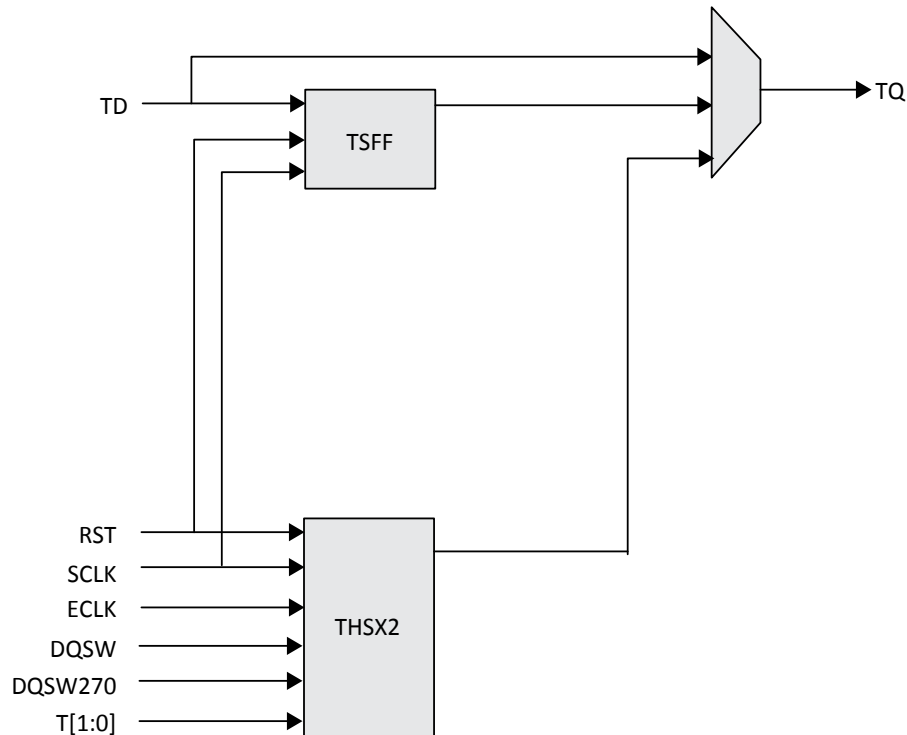 TD
TSFF
TQ
RST
SCLK
ECLK
DQSW
DQSW270
T[1:0]
THSX2